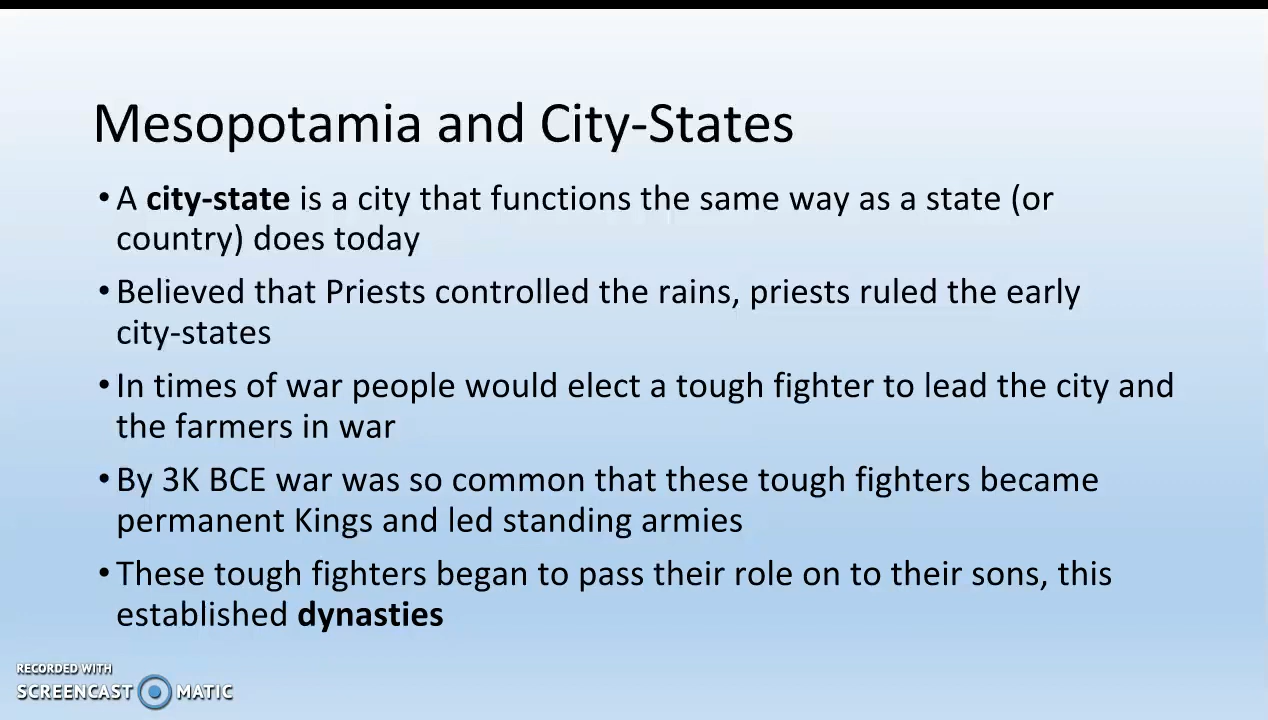 Mesopotamia and City-States
• A city-state is a city that functions the same way as a state (or
country) does today
• Believed that Priests controlled the rains, priests ruled the early
city-states
• In times of war people would elect a tough fighter to lead the city and
the farmers in war
• By 3K BCE war was so common that these tough fighters became
permanent Kings and led standing armies
• These tough fighters began to pass their role on to their sons, this
established dynasties
RECORDED WITH
SCREENCAST MATIC